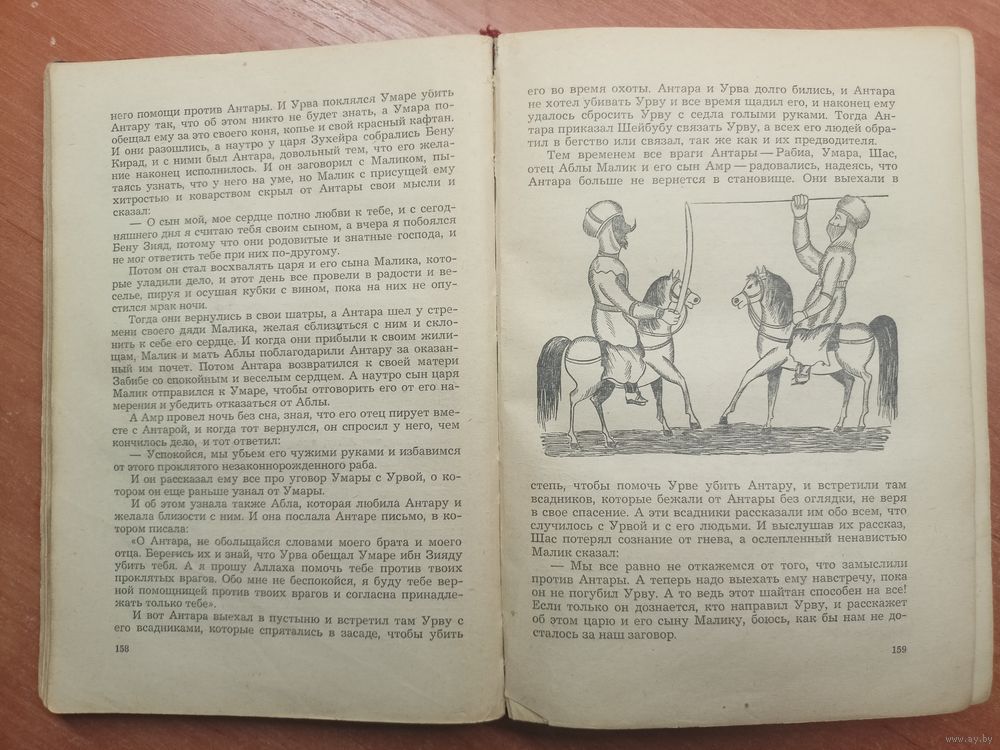 него помощи против Антары. И Урва поклялся Умаре убить
Антару так, что об этом никто не будет знать, а Умара по-
обещал ему за это своего коня, копье и свой красный кафтан.
И они разошлись, а наутро у царя Зухейра собрались Бену
Кирад, и с ними был Антара, довольный тем, что его жела-
ние наконец исполнилось. И он заговорил с Маликом, пы-
таясь узнать, что у него на уме, но Малик с присущей ему
хитростью и коварством скрыл от Антары свои мысли и
сказал:
— О сын мой, мое сердце полно любви к тебе, и с сегод-
няшнего дня я считаю тебя своим сыном, а вчера я побоялся
Бену Зияд, потому что они родовитые и знатные господа, и
не мог ответить тебе при них по-другому.
Потом он стал восхвалять царя и его сына Малика, кото-
рые уладили дело, и этот день все провели в радости и ве-
селье, пируя и осушая кубки с вином, пока на них не опу-
стился мрак ночи.
Тогда они вернулись в свои шатры, а Антара шел у стре-
мени своего дяди Малика, желая сблизиться с ним и скло-
нить к себе его сердце. И когда они прибыли к своим жили-
щам, Малик и мать Аблы поблагодарили Антару за оказан-
ный им почет. Потом Антара возвратился к своей матери
Забибе со спокойным и веселым сердцем. А наутро сын царя
Малик отправился к Умаре, чтобы отговорить его от его на-
мерения и убедить отказаться от Аблы.
А Амр провел ночь без сна, зная, что его отец пирует вме-
сте с Антарой, и когда тот вернулся, он спросил у него, чем
кончилось дело, и тот ответил:
— Успокойся, мы убьем его чужими руками и избавимся
от этого проклятого незаконнорожденного раба.
И он рассказал ему все про уговор Умары с Урвой, о ко-
тором он еще раньше узнал от Умары.
И об этом узнала также Абла, которая любила Антару и
желала близости с ним. И она послала Антаре письмо, в ко-
тором писала:
«О Антара, не обольщайся словами моего брата и моего
отца. Берегись их и знай, что Урва обещал Умаре ибн Зияду
убить тебя. А я прошу Аллаха помочь тебе против твоих
проклятых врагов. Обо мне не беспокойся, я буду тебе вер-
ной помощницей против твоих врагов и согласна принадле-
жать только тебе».
И вот Антара выехал в пустыню и встретил там Урву с
его всадниками, которые спрятались в засаде, чтобы убить
158
его во время охоты. Антара и Урва долго бились, и Антара
не хотел убивать Урву и все время щадил его, и наконец ему
удалось сбросить Урву с седла голыми руками. Тогда Ан-
тара приказал Шейбубу связать Урву, а всех его людей обра-
тил в бегство или связал, так же как и их предводителя.
Тем временем все враги Антары — Рабиа, Умара, Шас,
отец Аблы Малик и его сын Амр — радовались, надеясь, что
Антара больше не вернется в становище. Они выехали в
степь, чтобы помочь Урве убить Антару, и встретили там
всадников, которые бежали от Антары без оглядки, не веря
в свое спасение. А эти всадники рассказали им обо всем, что
случилось с Урвой и с его людьми. И выслушав их рассказ,
Шас потерял сознание от гнева, а ослепленный ненавистью
Малик сказал:
— Мы все равно не откажемся от того, что замыслили
против Антары. А теперь надо выехать ему навстречу, пока
он не погубил Урву. А то ведь этот шайтан способен на все!
Если только он дознается, кто направил Урву, и расскажет
об этом царю и его сыну Малику, боюсь, как бы нам не до-
сталось за наш заговор.
159
www.ay.by